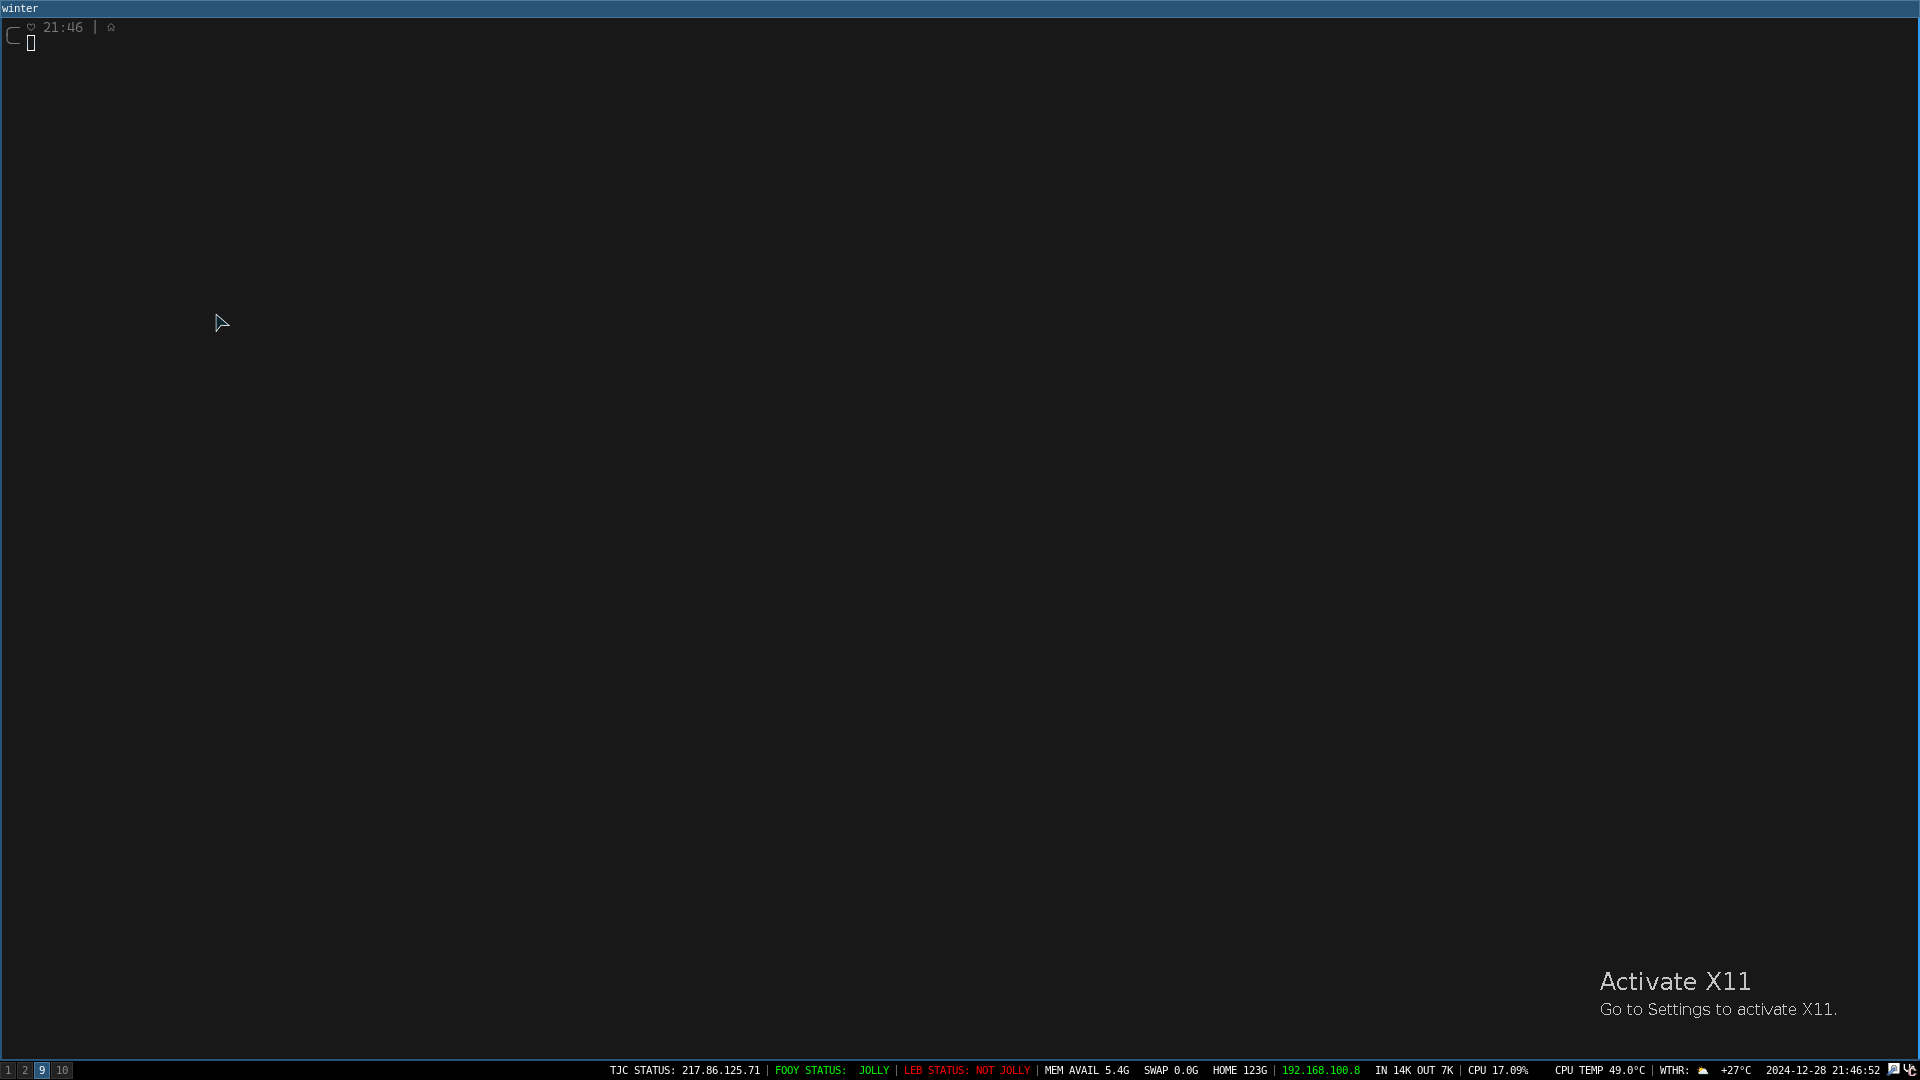 winter
♡ 21:46 | ⌂
Activate X11
Go to Settings to activate X11.
1 2 9 10 TJC STATUS: 217.86.125.71 | FOOY STATUS: JOLLY | LEB STATUS: NOT JOLLY | MEM AVAIL 5.4G SWAP 0.0G HOME 123G | 192.168.100.8 IN 14K OUT 7K | CPU 17.09% CPU TEMP 49.0°C | WTHR: ⛅ +27°C 2024-12-28 21:46:52